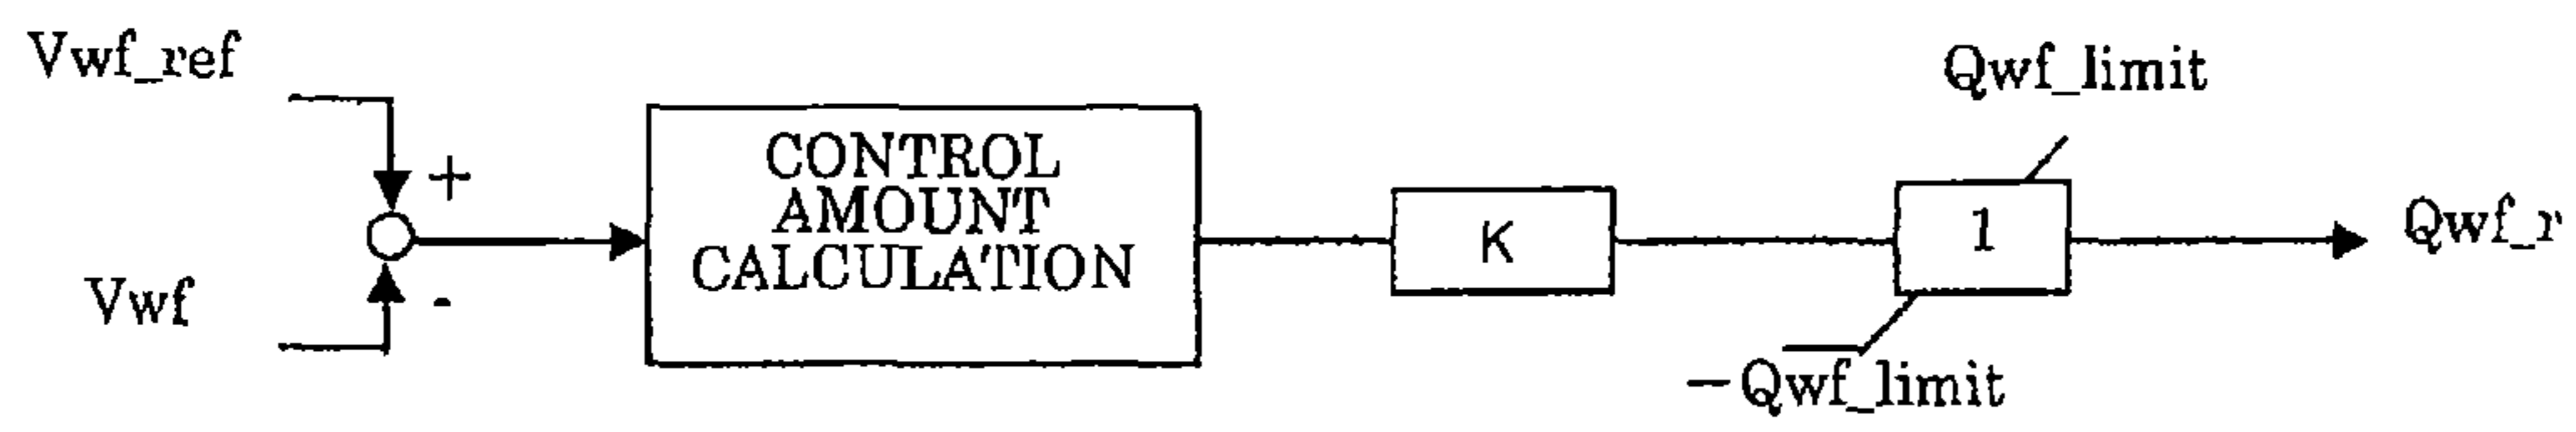 Vwf_ref
Qwf_limit
+
CONTROL
AMOUNT
CALCULATION
K
1
Qwf_r
Vwf
-
-Qwf_limit